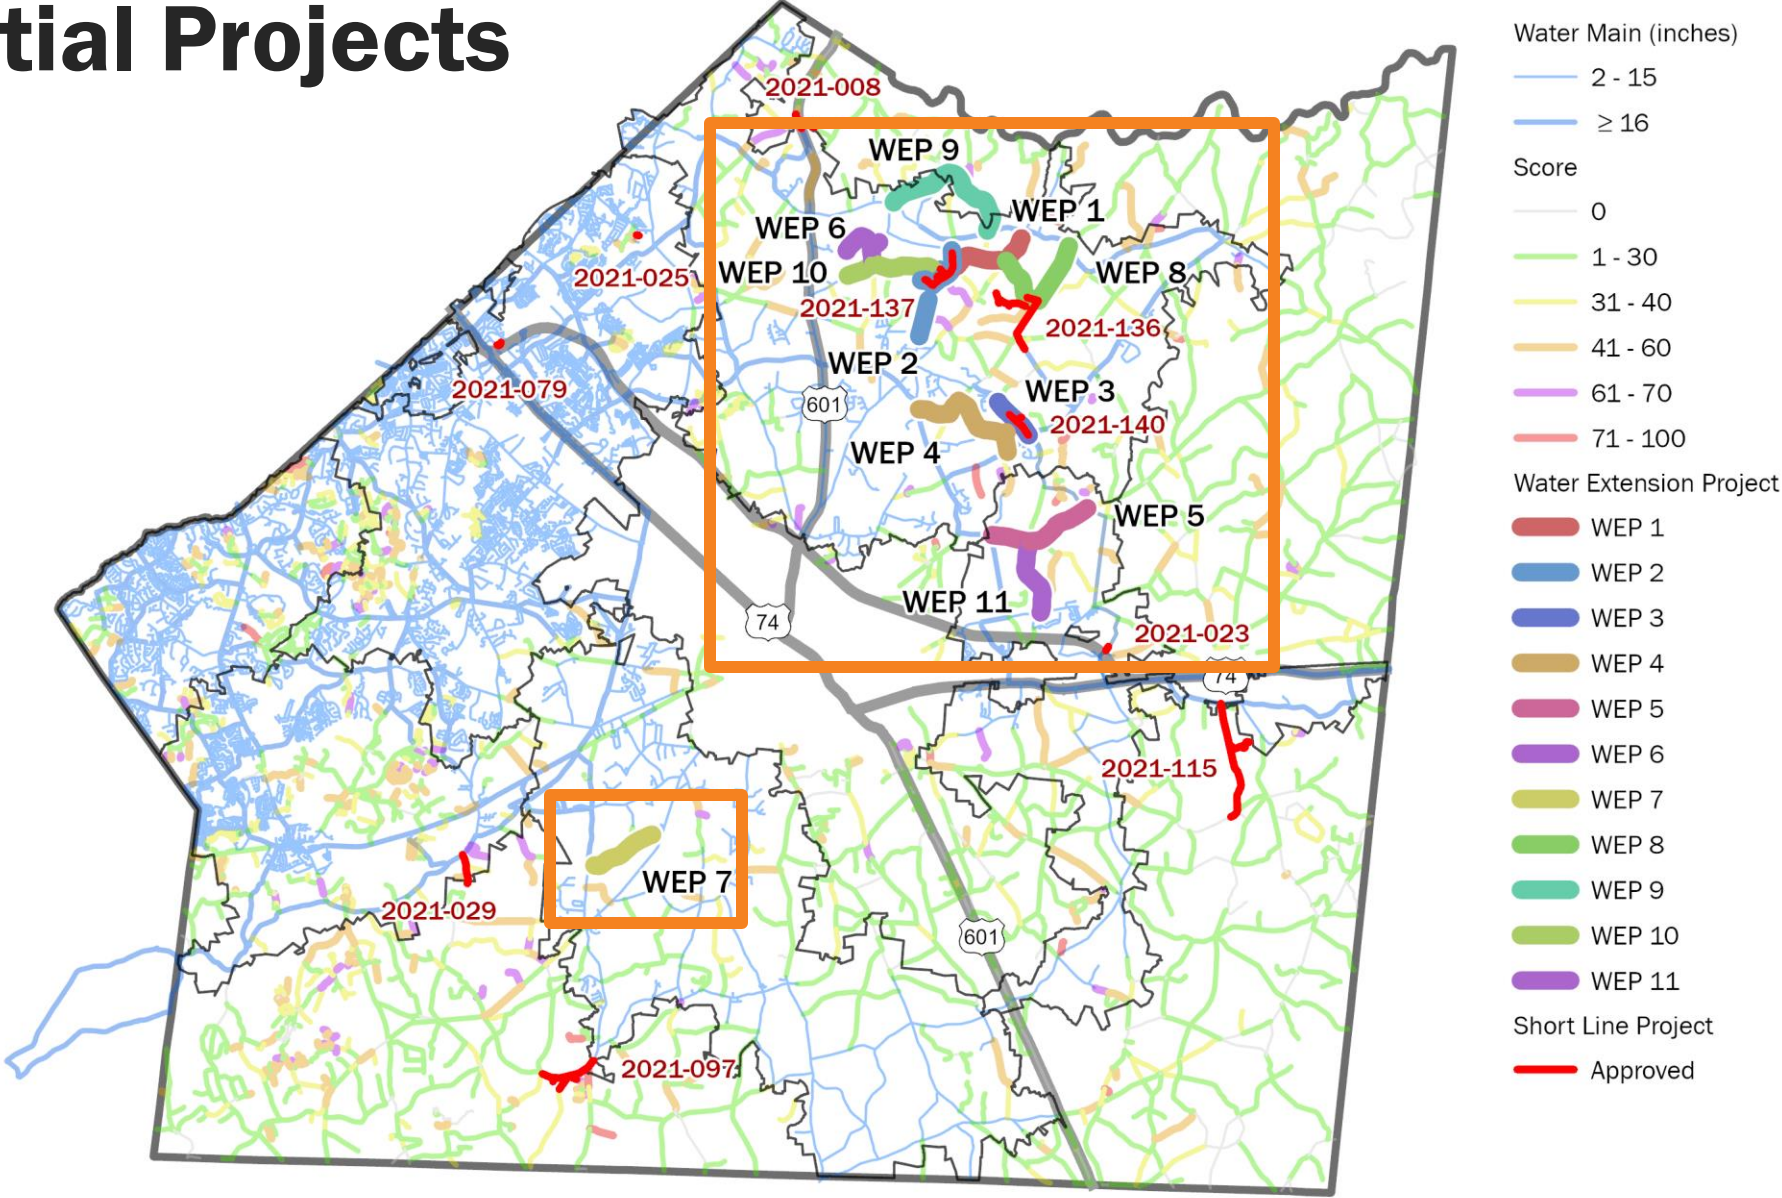 tial Projects
2021-008
WEP 9
WEP 1
WEP 6
2021-025
WEP 10
WEP 8
2021-137
2021-136
WEP 2
2021-079
WEP 3
601
2021-140
WEP 4
WEP 5
WEP 11
74
2021-023
74
2021-115
WEP 7
2021-029
601
2021-097
Water Main (inches)
2 - 15
≥ 16
Score
0
1 - 30
31 - 40
41 - 60
61 - 70
71 - 100
Water Extension Project
WEP 1
WEP 2
WEP 3
WEP 4
WEP 5
WEP 6
WEP 7
WEP 8
WEP 9
WEP 10
WEP 11
Short Line Project
Approved